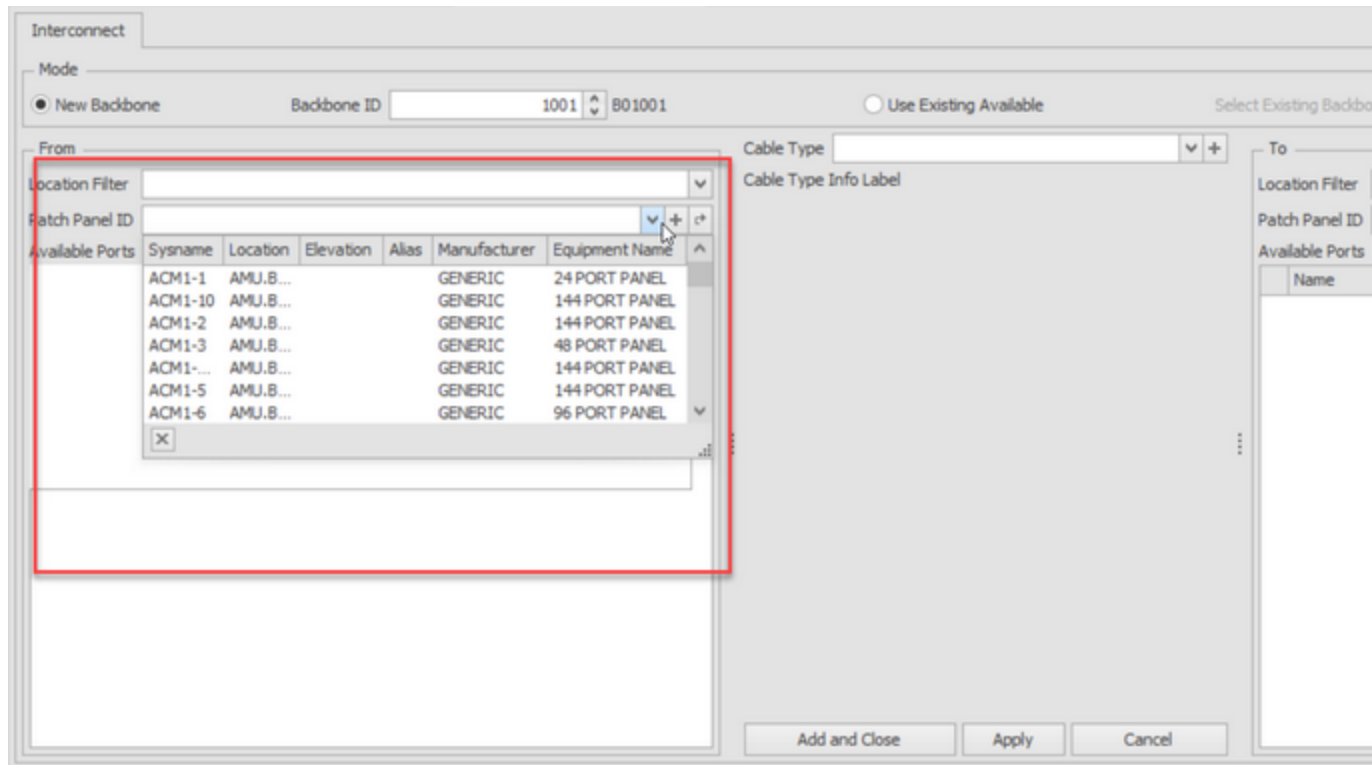 Interconnect
Mode
New Backbone Backbone ID 1001 B01001 Use Existing Available Select Existing Backbo
From Cable Type To
Location Filter Cable Type Info Label Location Filter
Patch Panel ID Patch Panel ID
Available Ports Sysname Location Elevation Alias Manufacturer Equipment Name Available Ports
Name
ACM1-1 AMU.B... GENERIC 24 PORT PANEL
ACM1-10 AMU.B... GENERIC 144 PORT PANEL
ACM1-2 AMU.B... GENERIC 144 PORT PANEL
ACM1-3 AMU.B... GENERIC 48 PORT PANEL
ACM1-... AMU.B... GENERIC 144 PORT PANEL
ACM1-5 AMU.B... GENERIC 144 PORT PANEL
ACM1-6 AMU.B... GENERIC 96 PORT PANEL
Add and Close Apply Cancel